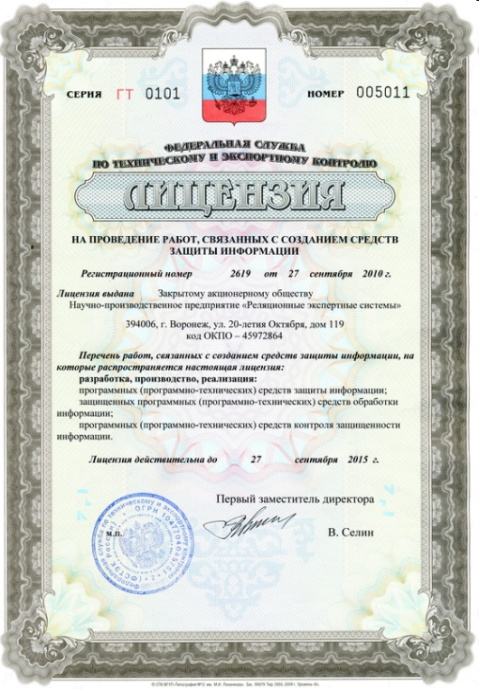 СЕРИЯ ГТ 0101 НОМЕР 005011
ФЕДЕРАЛЬНАЯ СЛУЖБА
ПО ТЕХНИЧЕСКОМУ И ЭКСПОРТНОМУ КОНТРОЛЮ
ЛИЦЕНЗИЯ
НА ПРОВЕДЕНИЕ РАБОТ, СВЯЗАННЫХ С СОЗДАНИЕМ СРЕДСТВ
ЗАЩИТЫ ИНФОРМАЦИИ
Регистрационный номер 2619 от 27 сентября 2010 г.
Лицензия выдана Закрытому акционерному обществу
Научно-производственное предприятие «Реляционные экспертные системы»
394006, г. Воронеж, ул. 20-летия Октября, дом 119
код ОКПО – 45972864
Перечень работ, связанных с созданием средств защиты информации, на
которые распространяется настоящая лицензия:
разработка, производство, реализация:
программных (программно-технических) средств защиты информации;
защищенных программных (программно-технических) средств обработки
информации;
программных (программно-технических) средств контроля защищенности
информации.
Лицензия действительна до 27 сентября 2015 г.
Первый заместитель директора
м.п.
В. Селин